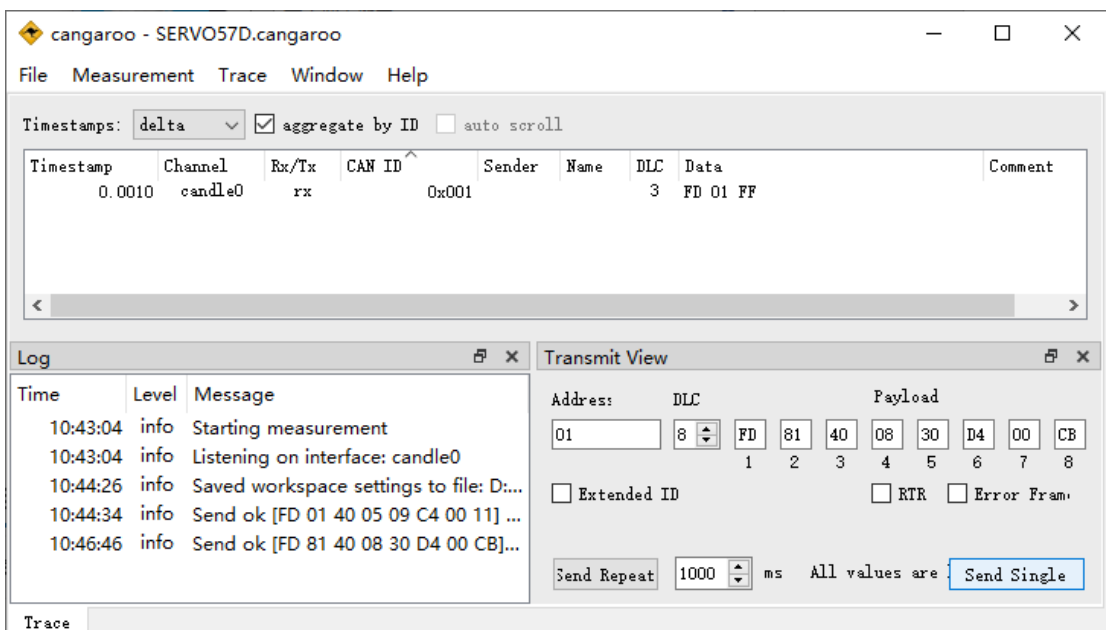 cangaroo - SERVO57D.cangaroo
File Measurement Trace Window Help
Timestamps: delta aggregate by ID auto scroll
Timestamp Channel Rx/Tx CAN ID Sender Name DLC Data Comment
0.0010 candle0 rx 0x001 3 FD 01 FF
Log
Time Level Message
10:43:04 info Starting measurement
10:43:04 info Listening on interface: candle0
10:44:26 info Saved workspace settings to file: D:...
10:44:34 info Send ok [FD 01 40 05 09 C4 00 11] ...
10:46:46 info Send ok [FD 81 40 08 30 D4 00 CB]...
Transmit View
Address DLC Payload
01 8 FD 81 40 08 30 D4 00 CB
1 2 3 4 5 6 7 8
Extended ID RTR Error Fram
Send Repeat 1000 ms All values are Send Single
Trace